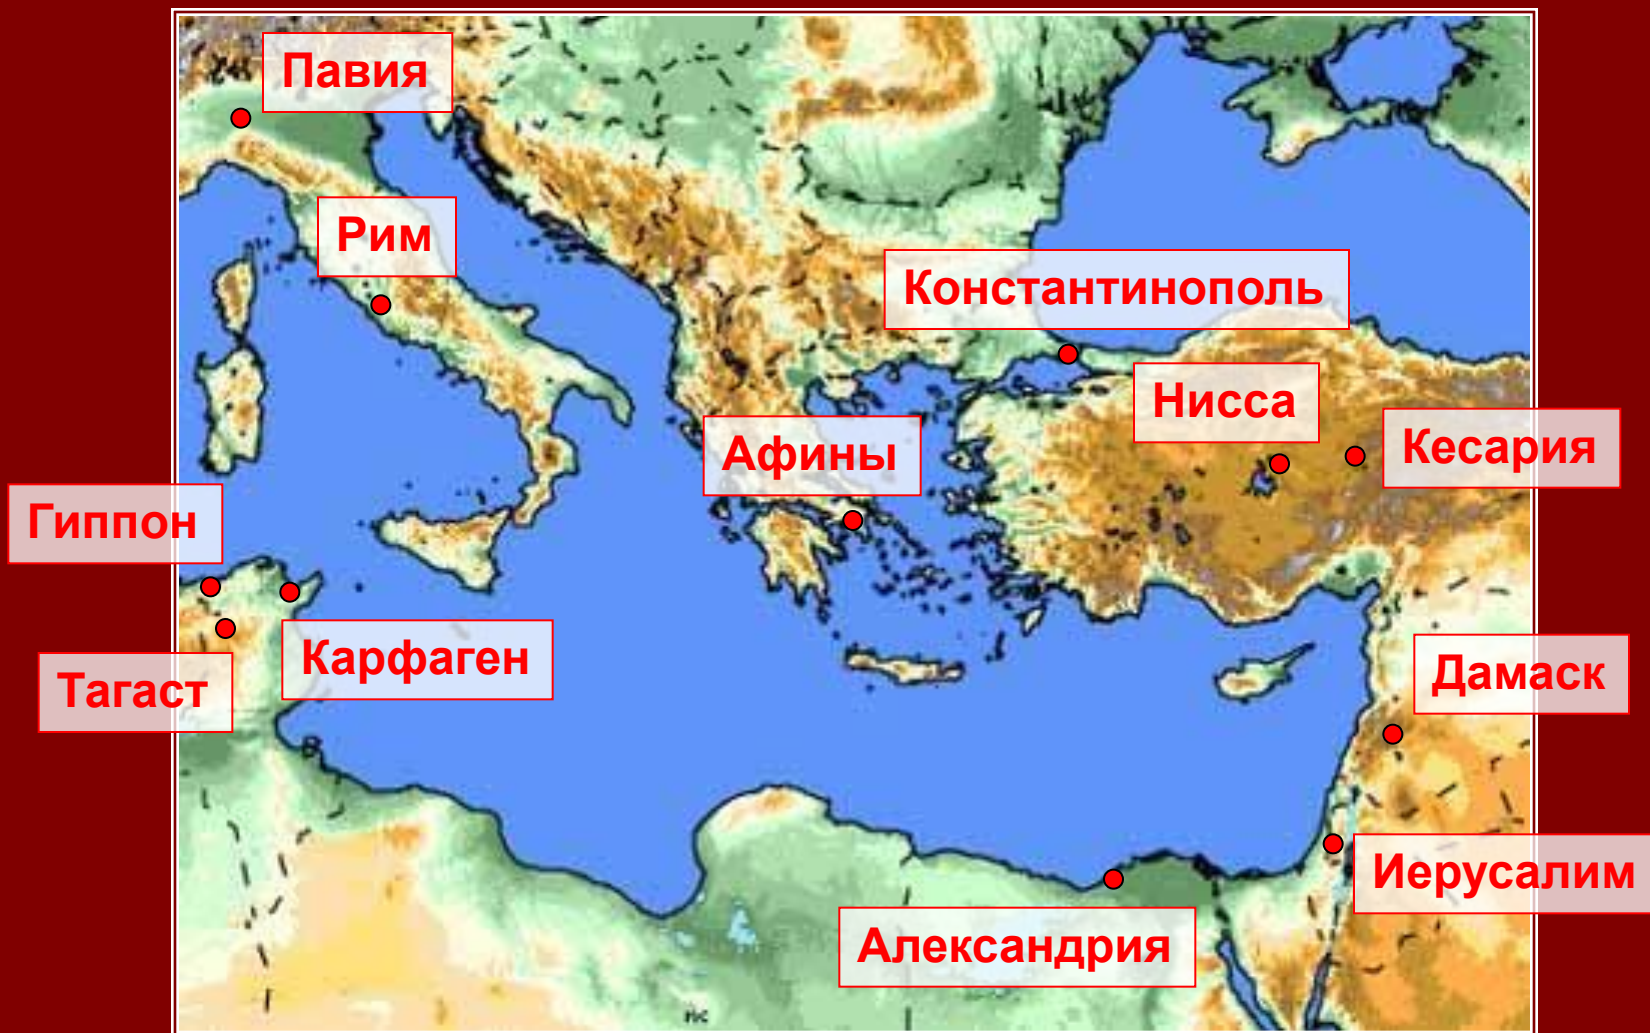 Павия
Рим
Константинополь
Нисса
Афины
Кесария
Гиппон
Карфаген
Тагаст
Дамаск
Иерусалим
Александрия